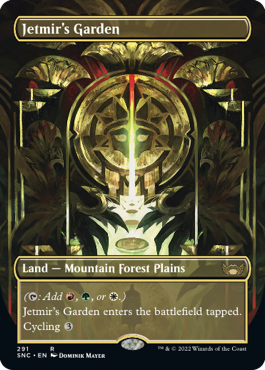 Jetmir's Garden
Land — Mountain Forest Plains
(: Add , , or .)
Jetmir's Garden enters the battlefield tapped.
Cycling 3
291 R
SNC • EN Dominik Mayer
™ & © 2022 Wizards of the Coast